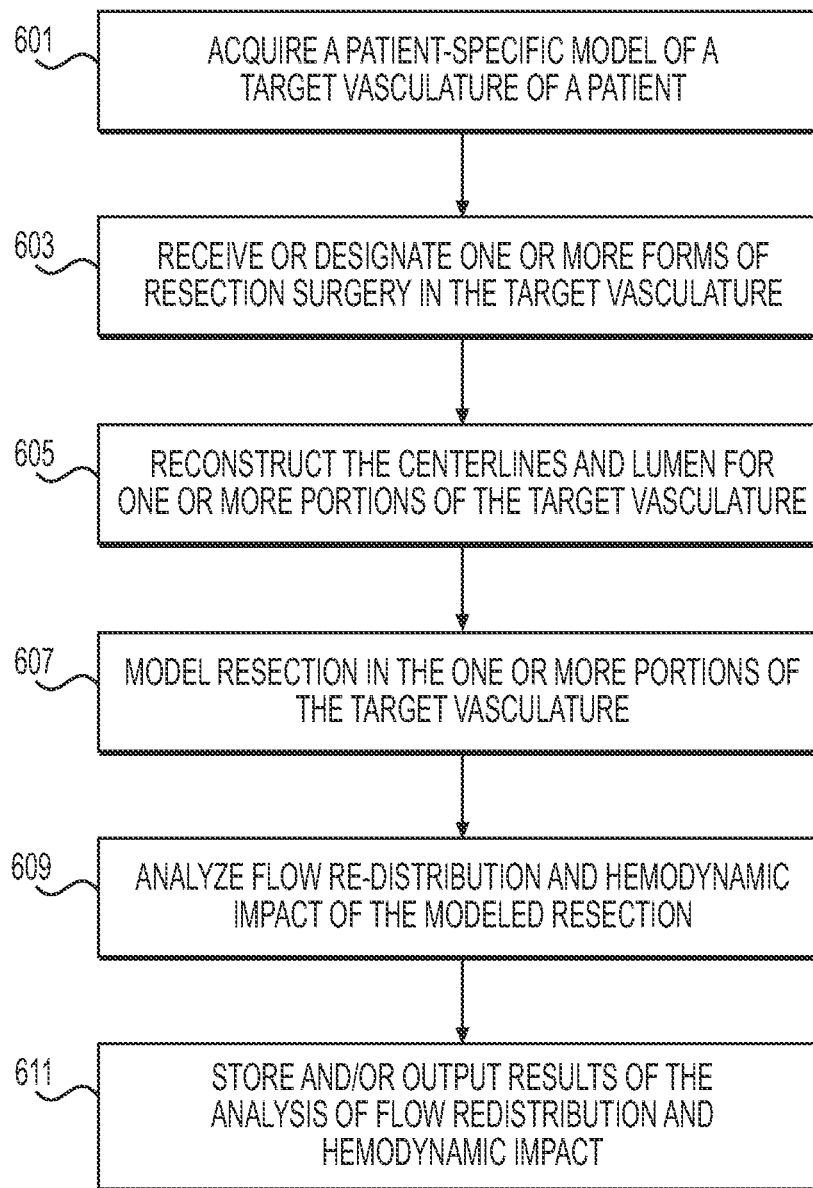 601
ACQUIRE A PATIENT-SPECIFIC MODEL OF A
TARGET VASCULATURE OF A PATIENT
603
RECEIVE OR DESIGNATE ONE OR MORE FORMS OF
RESECTION SURGERY IN THE TARGET VASCULATURE
605
RECONSTRUCT THE CENTERLINES AND LUMEN FOR
ONE OR MORE PORTIONS OF THE TARGET VASCULATURE
607
MODEL RESECTION IN THE ONE OR MORE PORTIONS OF
THE TARGET VASCULATURE
609
ANALYZE FLOW RE-DISTRIBUTION AND HEMODYNAMIC
IMPACT OF THE MODELED RESECTION
611
STORE AND/OR OUTPUT RESULTS OF THE
ANALYSIS OF FLOW REDISTRIBUTION AND
HEMODYNAMIC IMPACT